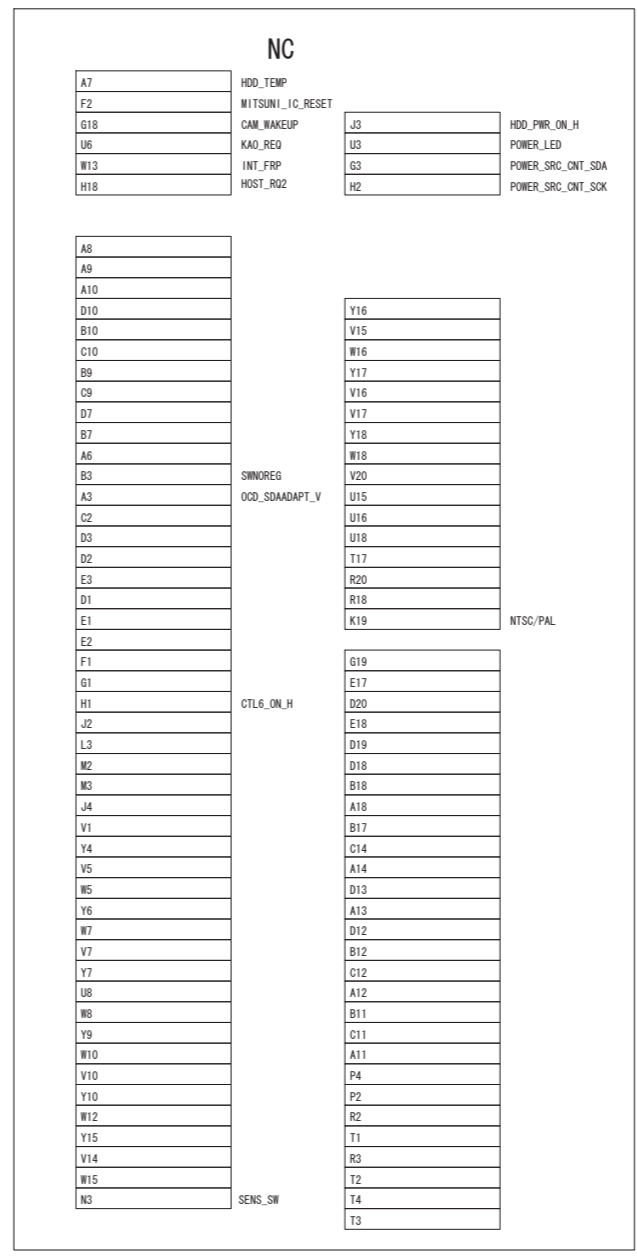 NC
A7 HDD_TEMP
F2 MITSUNI_IC_RESET
G18 CAM_WAKEUP
U6 KAO_REQ
W13 INT_FRP
H18 HOST_RQ2
J3 HDD_PWR_ON_H
U3 POWER_LED
G3 POWER_SRC_CNT_SDA
H2 POWER_SRC_CNT_SCK
A8
A9
A10
D10
B10
C10
B9
C9
D7
B7
A6
B3 SWNOREG
A3 OCD_SDAADAPT_V
C2
D3
D2
E3
D1
E1
E2
F1
G1
H1 CTL6_ON_H
J2
L3
M2
M3
J4
V1
Y4
V5
W5
Y6
W7
V7
Y7
U8
W8
Y9
W10
V10
Y10
W12
Y15
V14
W15
N3 SENS_SW
Y16
V15
W16
Y17
V16
V17
Y18
W18
V20
U15
U16
U18
T17
R20
R18
K19 NTSC/PAL
G19
E17
D20
E18
D19
D18
B18
A18
B17
C14
A14
D13
A13
D12
B12
C12
A12
B11
C11
A11
P4
P2
R2
T1
R3
T2
T4
T3